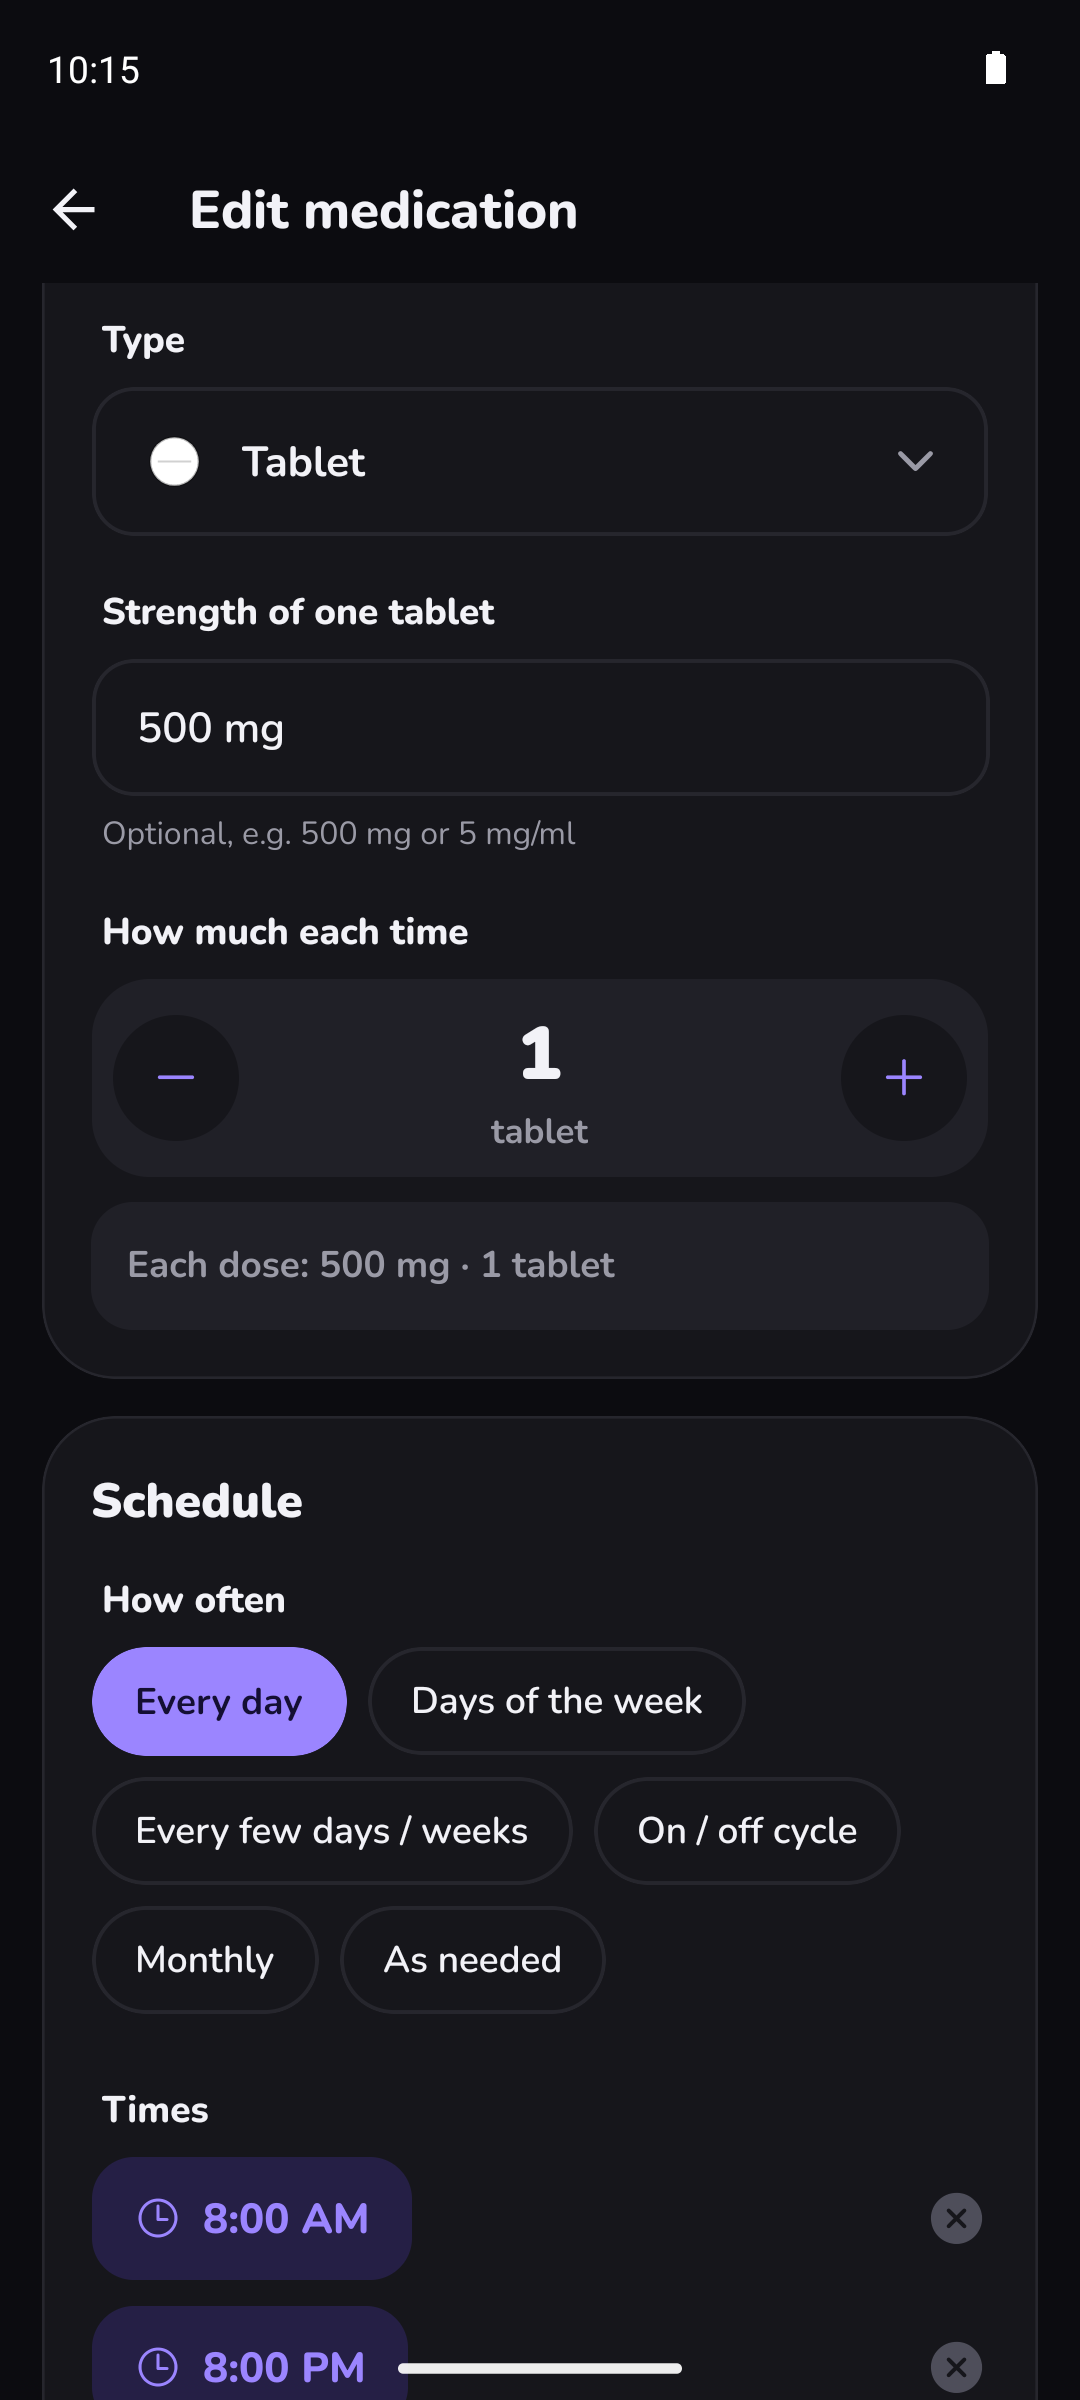 10:15
Edit medication
Type
Tablet
Strength of one tablet
500 mg
Optional, e.g. 500 mg or 5 mg/ml
How much each time
1
tablet
Each dose: 500 mg · 1 tablet
Schedule
How often
Every day
Days of the week
Every few days / weeks
On / off cycle
Monthly
As needed
Times
8:00 AM
8:00 PM